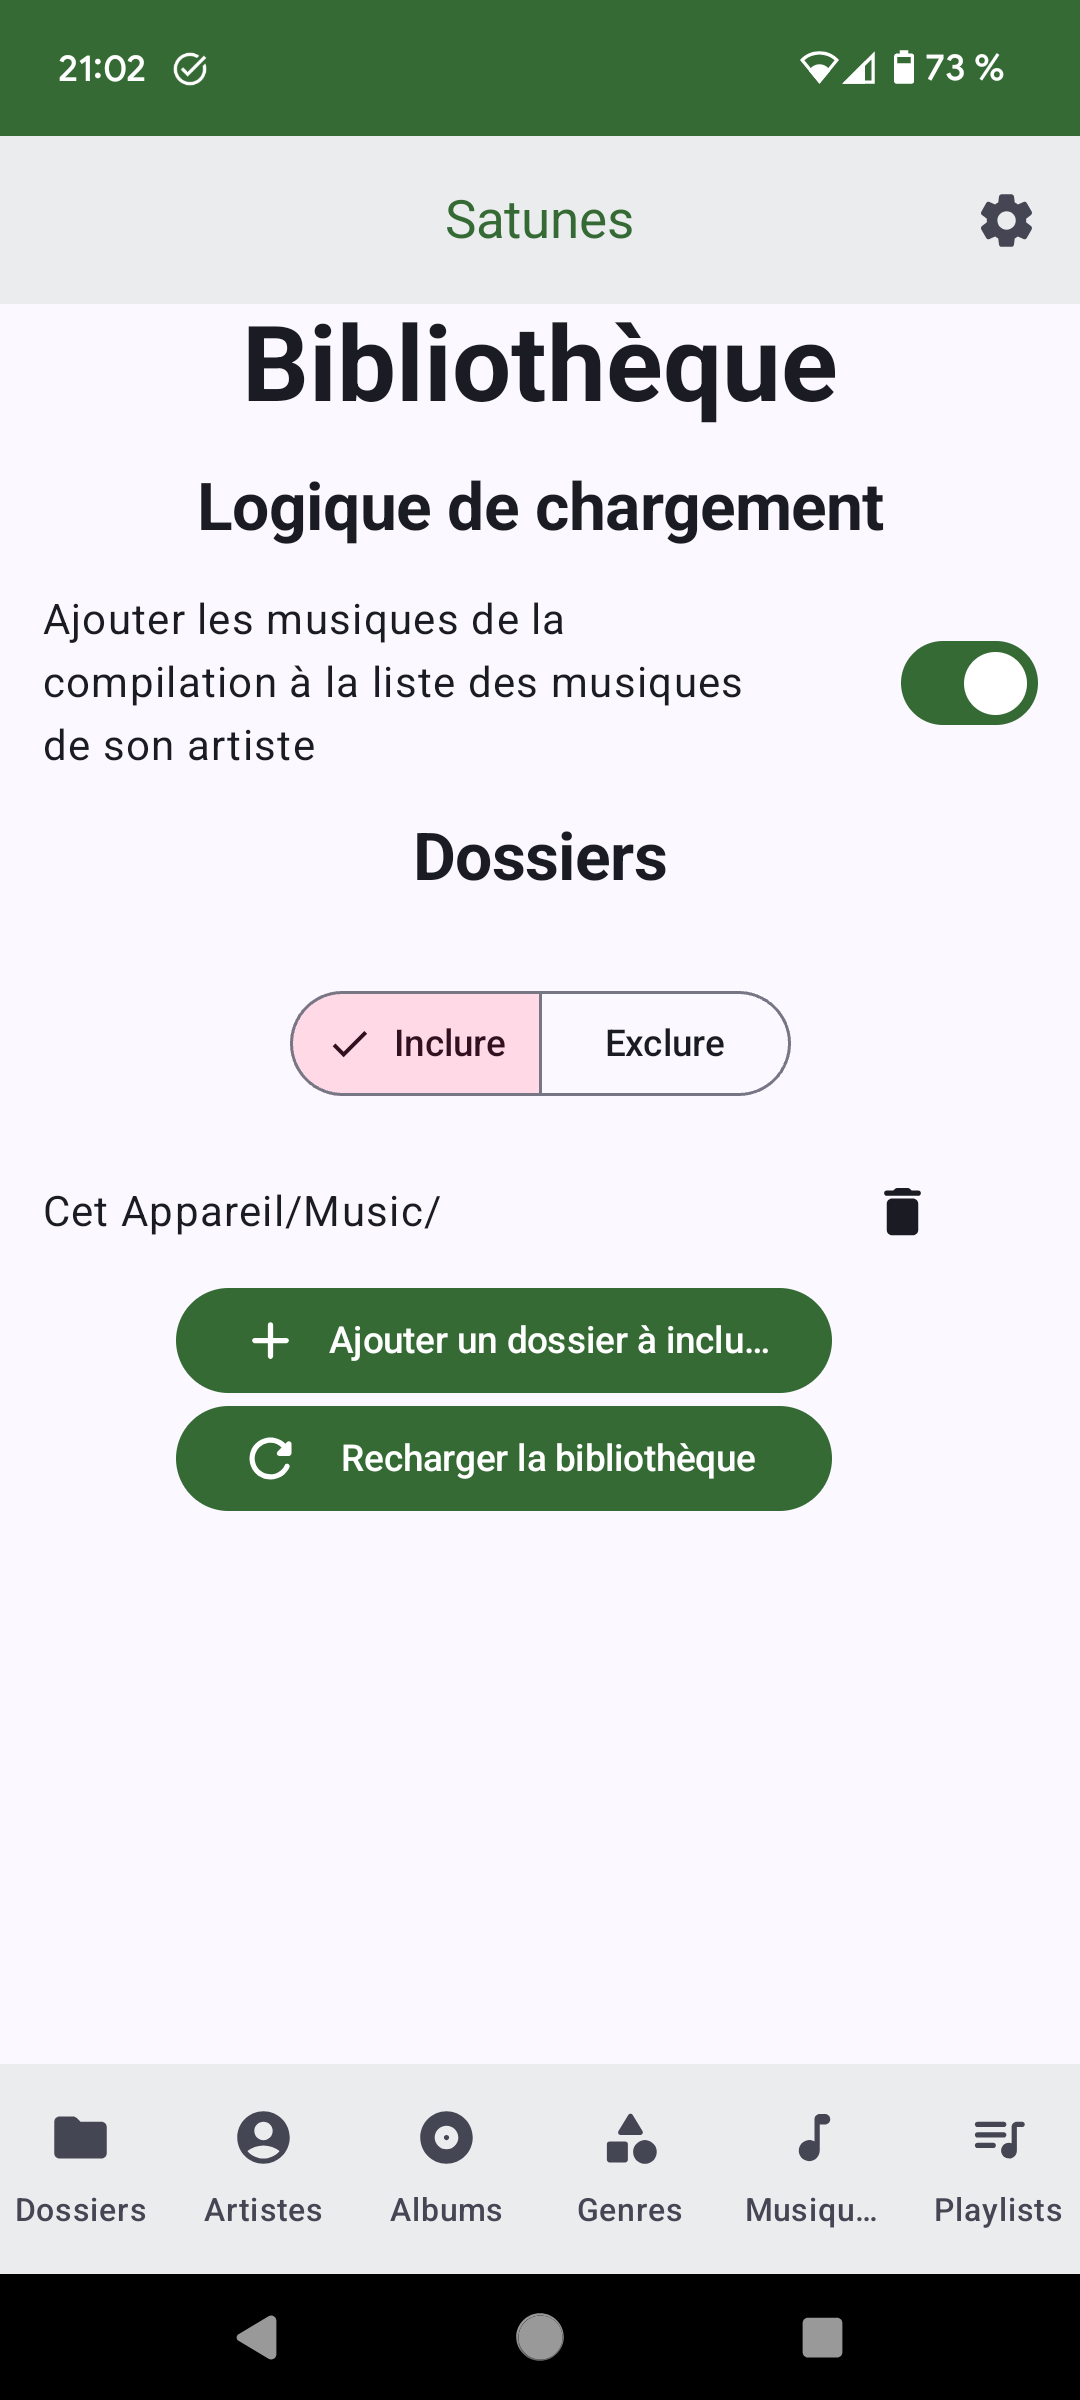 21:02
73 %
Satunes
Bibliothèque
Logique de chargement
Ajouter les musiques de la
compilation à la liste des musiques
de son artiste
Dossiers
Inclure
Exclure
Cet Appareil/Music/
Ajouter un dossier à inclu...
Recharger la bibliothèque
Dossiers
Artistes
Albums
Genres
Musiqu...
Playlists